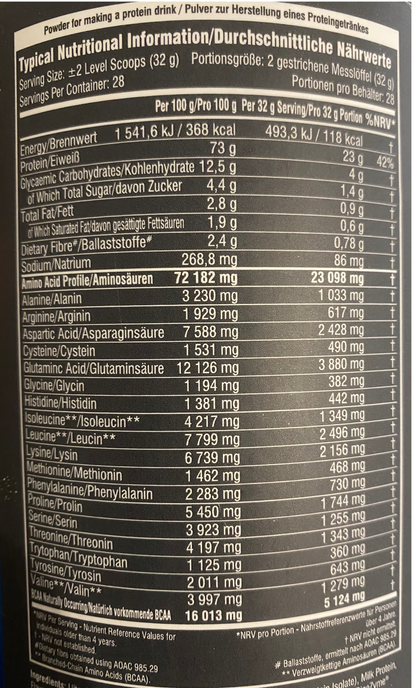 Powder for making a protein drink / Pulver zur Herstellung eines Proteingetränkes
Typical Nutritional Information/Durchschnittliche Nährwerte
Serving Size: ±2 Level Scoops (32 g) Portionsgröße: 2 gestrichene Messlöffel (32 g)
Servings Per Container: 28 Portionen pro Behälter: 28
Per 100 g/Pro 100 g Per 32 g Serving/Pro 32 g Portion %NRV*
Energy/Brennwert 1 541,6 kJ / 368 kcal 493,3 kJ / 118 kcal †
Protein/Eiweiß 73 g 23 g 42%
Glycaemic Carbohydrates/Kohlenhydrate 12,5 g 4 g †
of Which Total Sugar/davon Zucker 4,4 g 1,4 g †
Total Fat/Fett 2,8 g 0,9 g †
of Which Saturated Fat/davon gesättigte Fettsäuren 1,9 g 0,6 g †
Dietary Fibre#/Ballaststoffe# 2,4 g 0,78 g †
Sodium/Natrium 268,8 mg 86 mg †
Amino Acid Profile/Aminosäuren 72 182 mg 23 098 mg †
Alanine/Alanin 3 230 mg 1 033 mg †
Arginine/Arginin 1 929 mg 617 mg †
Aspartic Acid/Asparaginsäure 7 588 mg 2 428 mg †
Cysteine/Cystein 1 531 mg 490 mg †
Glutaminc Acid/Glutaminsäure 12 126 mg 3 880 mg †
Glycine/Glycin 1 194 mg 382 mg †
Histidine/Histidin 1 381 mg 442 mg †
Isoleucine**/Isoleucin** 4 217 mg 1 349 mg †
Leucine**/Leucin** 7 799 mg 2 496 mg †
Lysine/Lysin 6 739 mg 2 156 mg †
Methionine/Methionin 1 462 mg 468 mg †
Phenylalanine/Phenylalanin 2 283 mg 730 mg †
Proline/Prolin 5 450 mg 1 744 mg †
Serine/Serin 3 923 mg 1 255 mg †
Threonine/Threonin 4 197 mg 1 343 mg †
Trytophan/Tryptophan 1 125 mg 360 mg †
Tyrosine/Tyrosin 2 011 mg 643 mg †
Valine**/Valin** 3 997 mg 1 279 mg †
BCAA Naturally Occurring/Natürlich vorkommende BCAA 16 013 mg 5 124 mg †
*NRV Per Serving - Nutrient Reference Values for
individuals older than 4 years.
† - NRV not established.
#Dietary fibre obtained using AOAC 985.29
**Branched-Chain Amino Acids (BCAA).
*NRV pro Portion - Nährstoffreferenzwerte für Personen
über 4 Jahre.
† NRV nicht ermittelt.
# Ballaststoffe, ermittelt nach AOAC 985.29
** Verzweigtkettige Aminosäuren (BCAA).
Ingredients:
Isolate), Milk Protein,